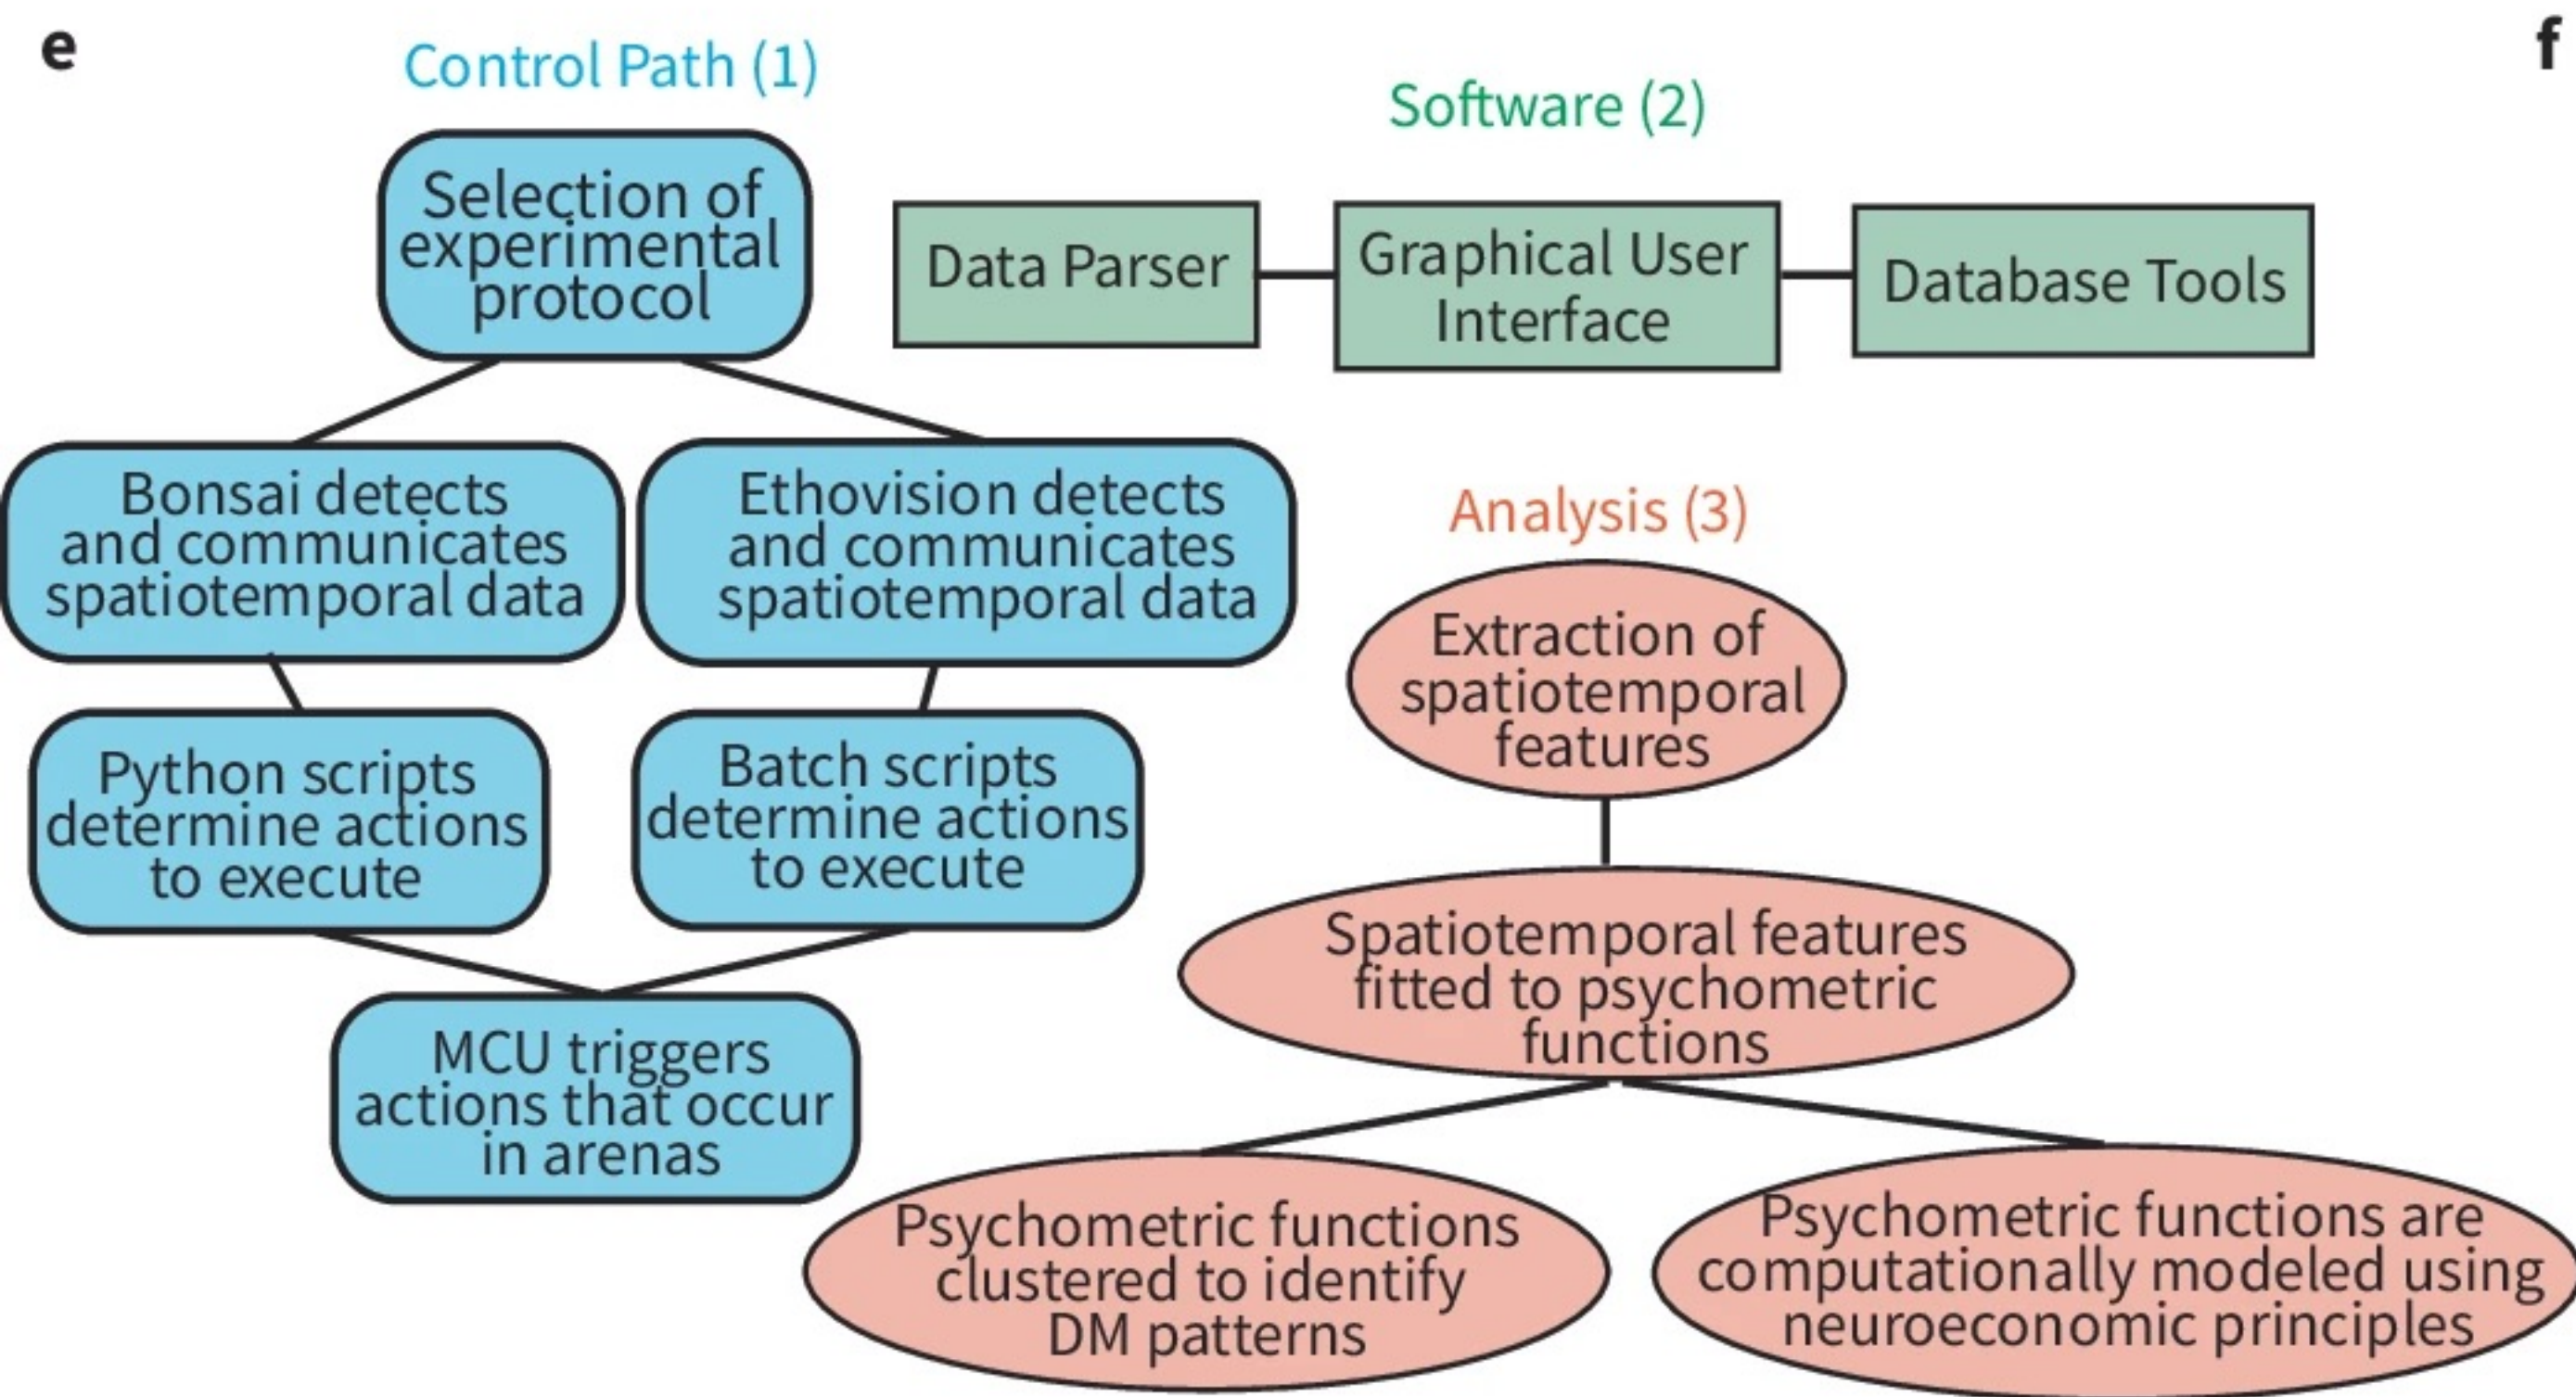 e
f
Control Path (1)
Selection of
experimental
protocol
Bonsai detects
and communicates
spatiotemporal data
Ethovision detects
and communicates
spatiotemporal data
Python scripts
determine actions
to execute
Batch scripts
determine actions
to execute
MCU triggers
actions that occur
in arenas
Software (2)
Data Parser
Graphical User
Interface
Database Tools
Analysis (3)
Extraction of
spatiotemporal
features
Spatiotemporal features
fitted to psychometric
functions
Psychometric functions
clustered to identify
DM patterns
Psychometric functions are
computationally modeled using
neuroeconomic principles